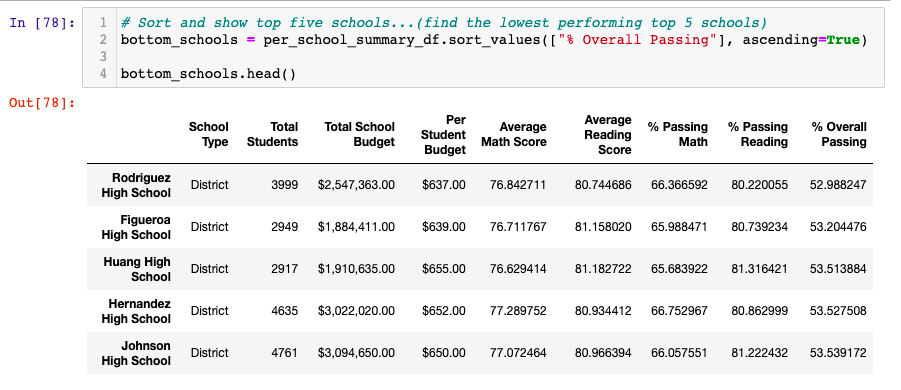 In [78]: 1 # Sort and show top five schools...(find the lowest performing top 5 schools)
2 bottom_schools = per_school_summary_df.sort_values(["% Overall Passing"], ascending=True)
3
4 bottom_schools.head()
Out[78]:
School Type Total Students Total School Budget Per Student Budget Average Math Score Average Reading Score % Passing Math % Passing Reading % Overall Passing
Rodriguez High School District 3999 $2,547,363.00 $637.00 76.842711 80.744686 66.366592 80.220055 52.988247
Figueroa High School District 2949 $1,884,411.00 $639.00 76.711767 81.158020 65.988471 80.739234 53.204476
Huang High School District 2917 $1,910,635.00 $655.00 76.629414 81.182722 65.683922 81.316421 53.513884
Hernandez High School District 4635 $3,022,020.00 $652.00 77.289752 80.934412 66.752967 80.862999 53.527508
Johnson High School District 4761 $3,094,650.00 $650.00 77.072464 80.966394 66.057551 81.222432 53.539172